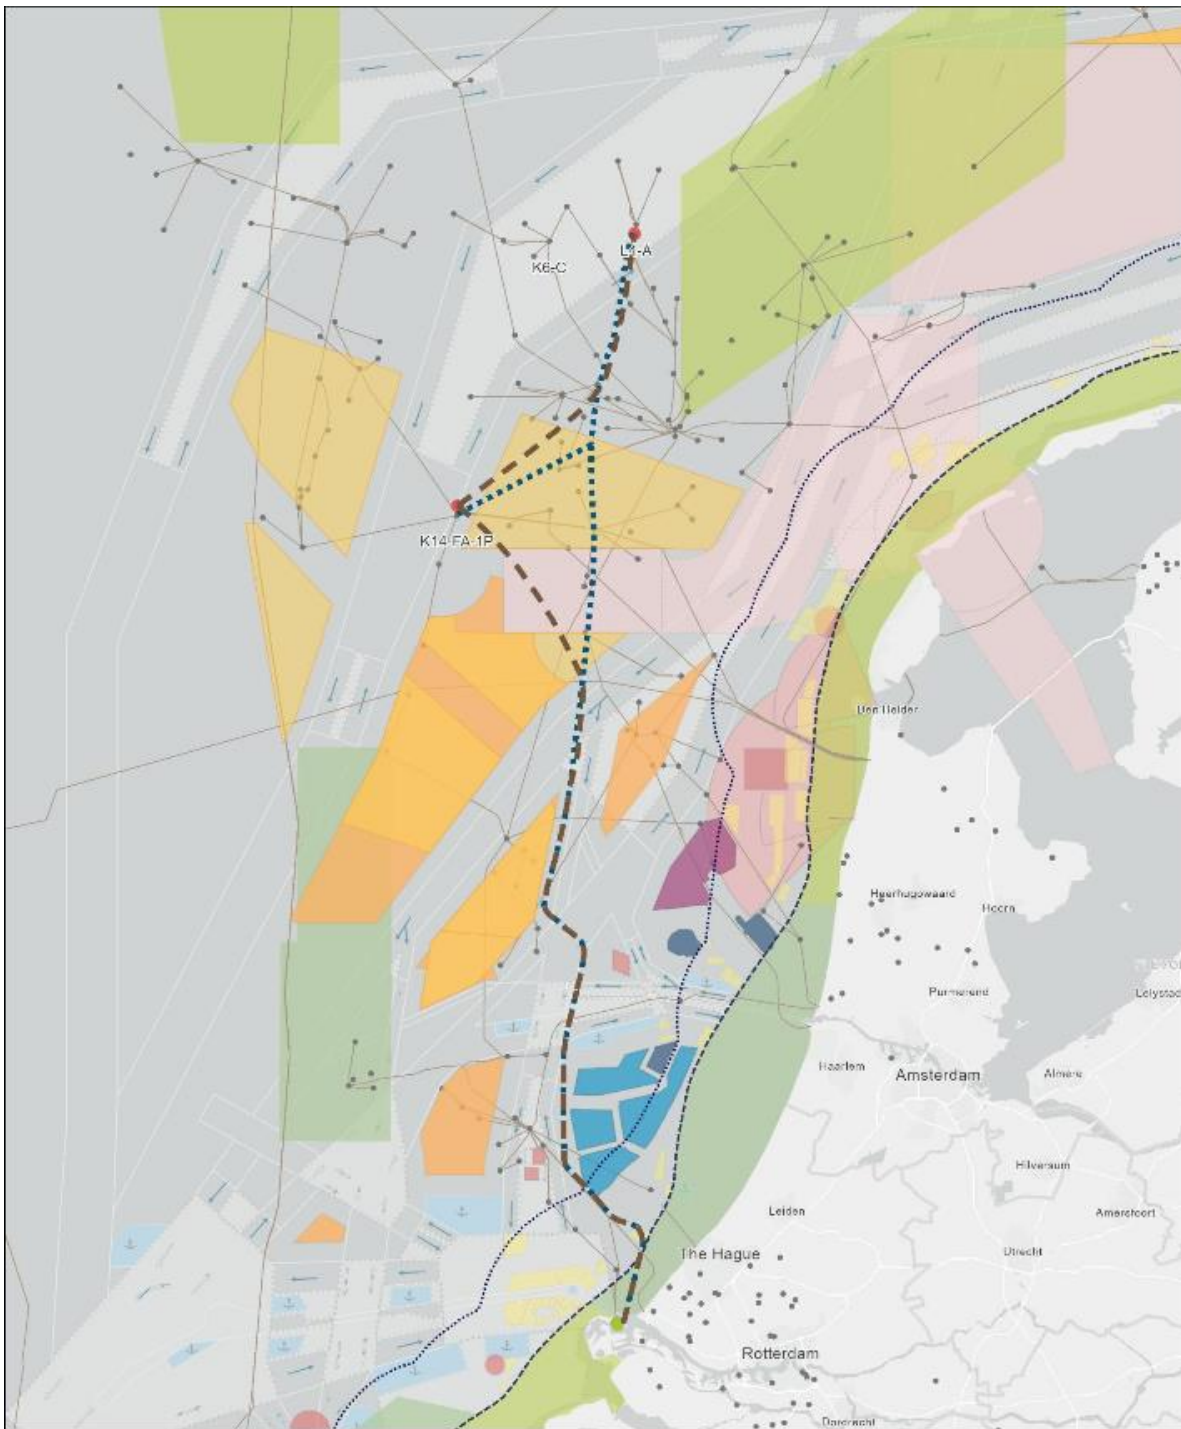 L4-A
K6-C
K14-FA-1P
Den Helder
Heerhugowaard
Hoorn
Purmerend
Lelystad
Haarlem
Amsterdam
Almere
Hilversum
Leiden
Amersfoort
The Hague
Utrecht
Rotterdam
Dordrecht